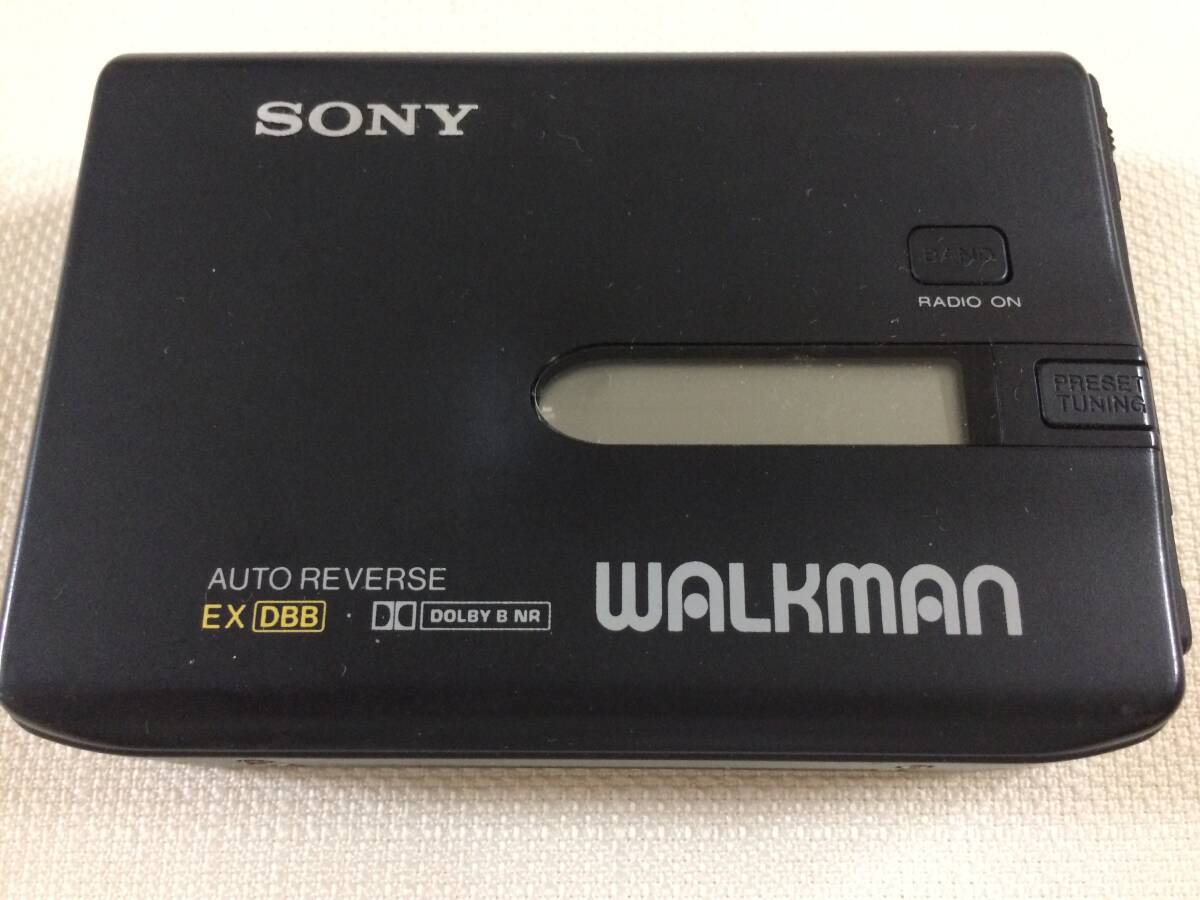 SONY
BAND
RADIO ON
PRESET
TUNING
AUTO REVERSE
EX DBB · DOLBY B NR
WALKMAN